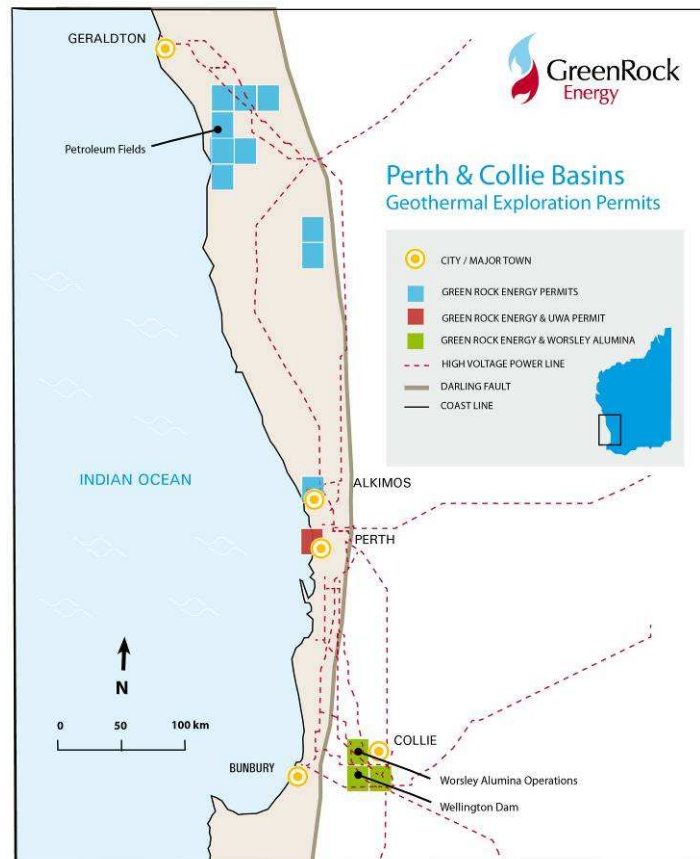 GERALDTON
GreenRock
Energy
Petroleum Fields
Perth & Collie Basins
Geothermal Exploration Permits
CITY / MAJOR TOWN
GREEN ROCK ENERGY PERMITS
GREEN ROCK ENERGY & UWA PERMIT
GREEN ROCK ENERGY & WORSLEY ALUMINA
HIGH VOLTAGE POWER LINE
DARLING FAULT
COAST LINE
INDIAN OCEAN
ALKIMOS
PERTH
N
0 50 100 km
COLLIE
BUNBURY
Worsley Alumina Operations
Wellington Dam